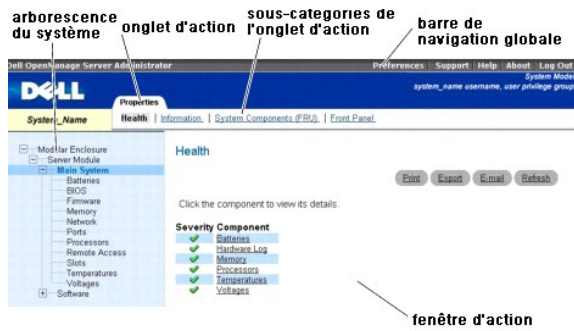 arborescence
du système
onglet d'action
sous-catégories de
l'onglet d'action
barre de
navigation globale
Dell OpenManage Server Administrator
Preferences Support Help About Log Out
System Model
system_name username, user privilege group
DELL
Properties
System_Name
Health Information System Components (FRU) Front Panel
Modular Enclosure
Server Module
Main System
Batteries
BIOS
Firmware
Memory
Network
Ports
Processors
Remote Access
Slots
Temperatures
Voltages
Software
Health
Print Export E-mail Refresh
Click the component to view its details.
Severity Component
Batteries
Hardware Log
Memory
Processors
Temperatures
Voltages
fenêtre d'action